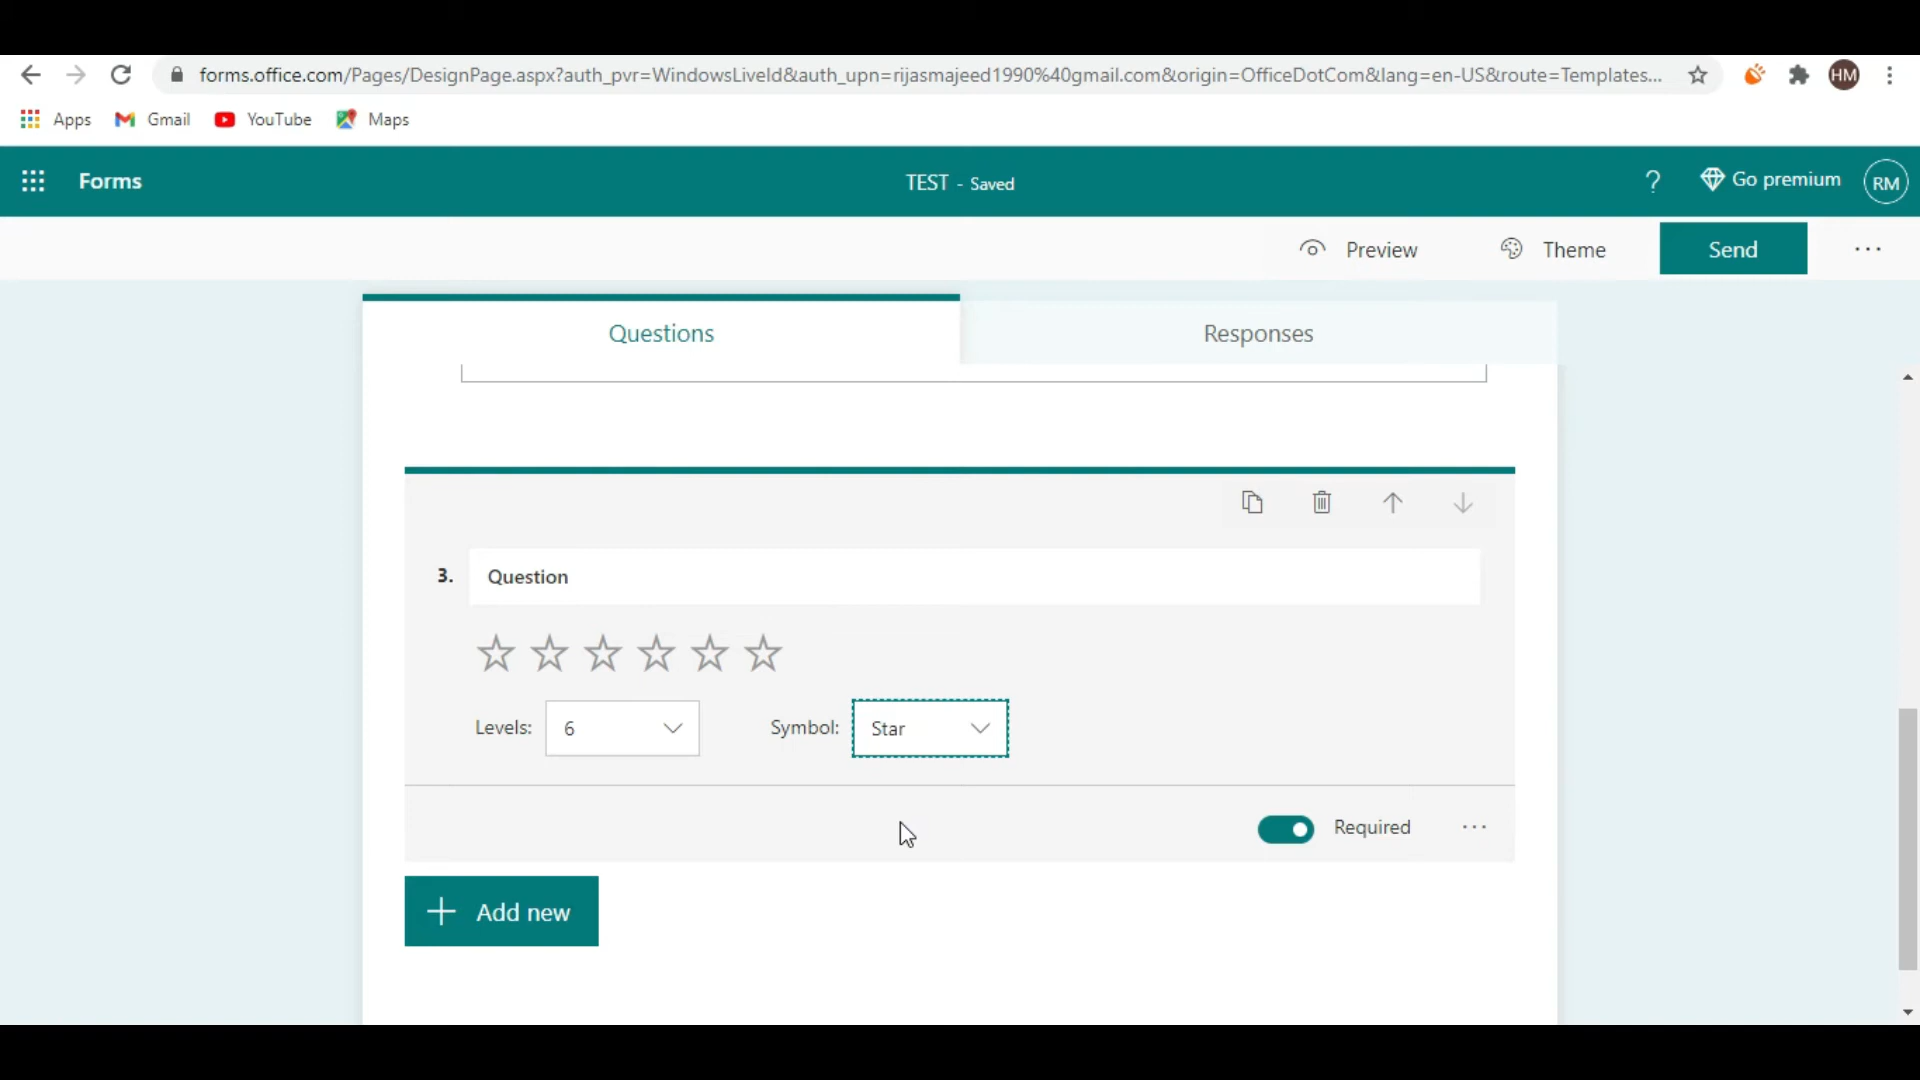 forms.office.com/Pages/DesignPage.aspx?auth_pvr=WindowsLiveId&auth_upn=rijasmajeed1990%40gmail.com&origin=OfficeDotCom&lang=en-US&route=Templates...
HM
Apps Gmail YouTube Maps
Forms TEST - Saved ? Go premium RM
Preview Theme Send ...
Questions Responses
3. Question
Levels: 6 Symbol: Star
Required ...
Add new